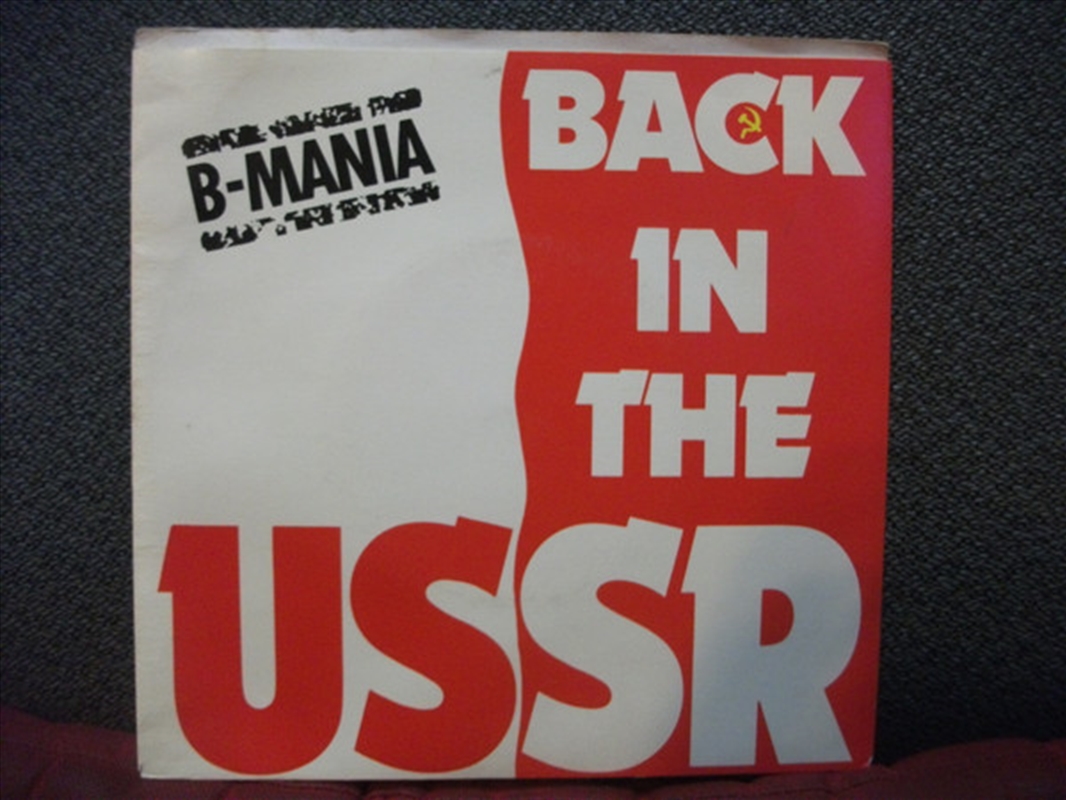 B-MANIA
BACK
IN
THE
USSR